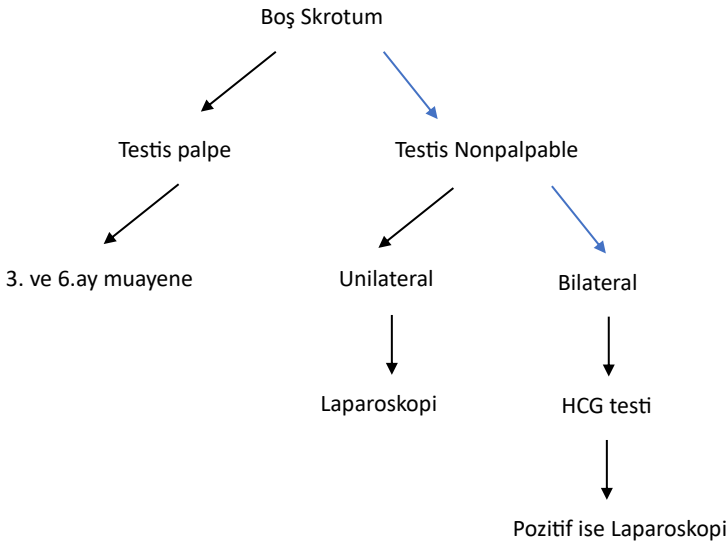 Boş Skrotum
Testis palpe
Testis Nonpalpable
3. ve 6.ay muayene
Unilateral
Bilateral
Laparoskopi
HCG testi
Pozitif ise Laparoskopi